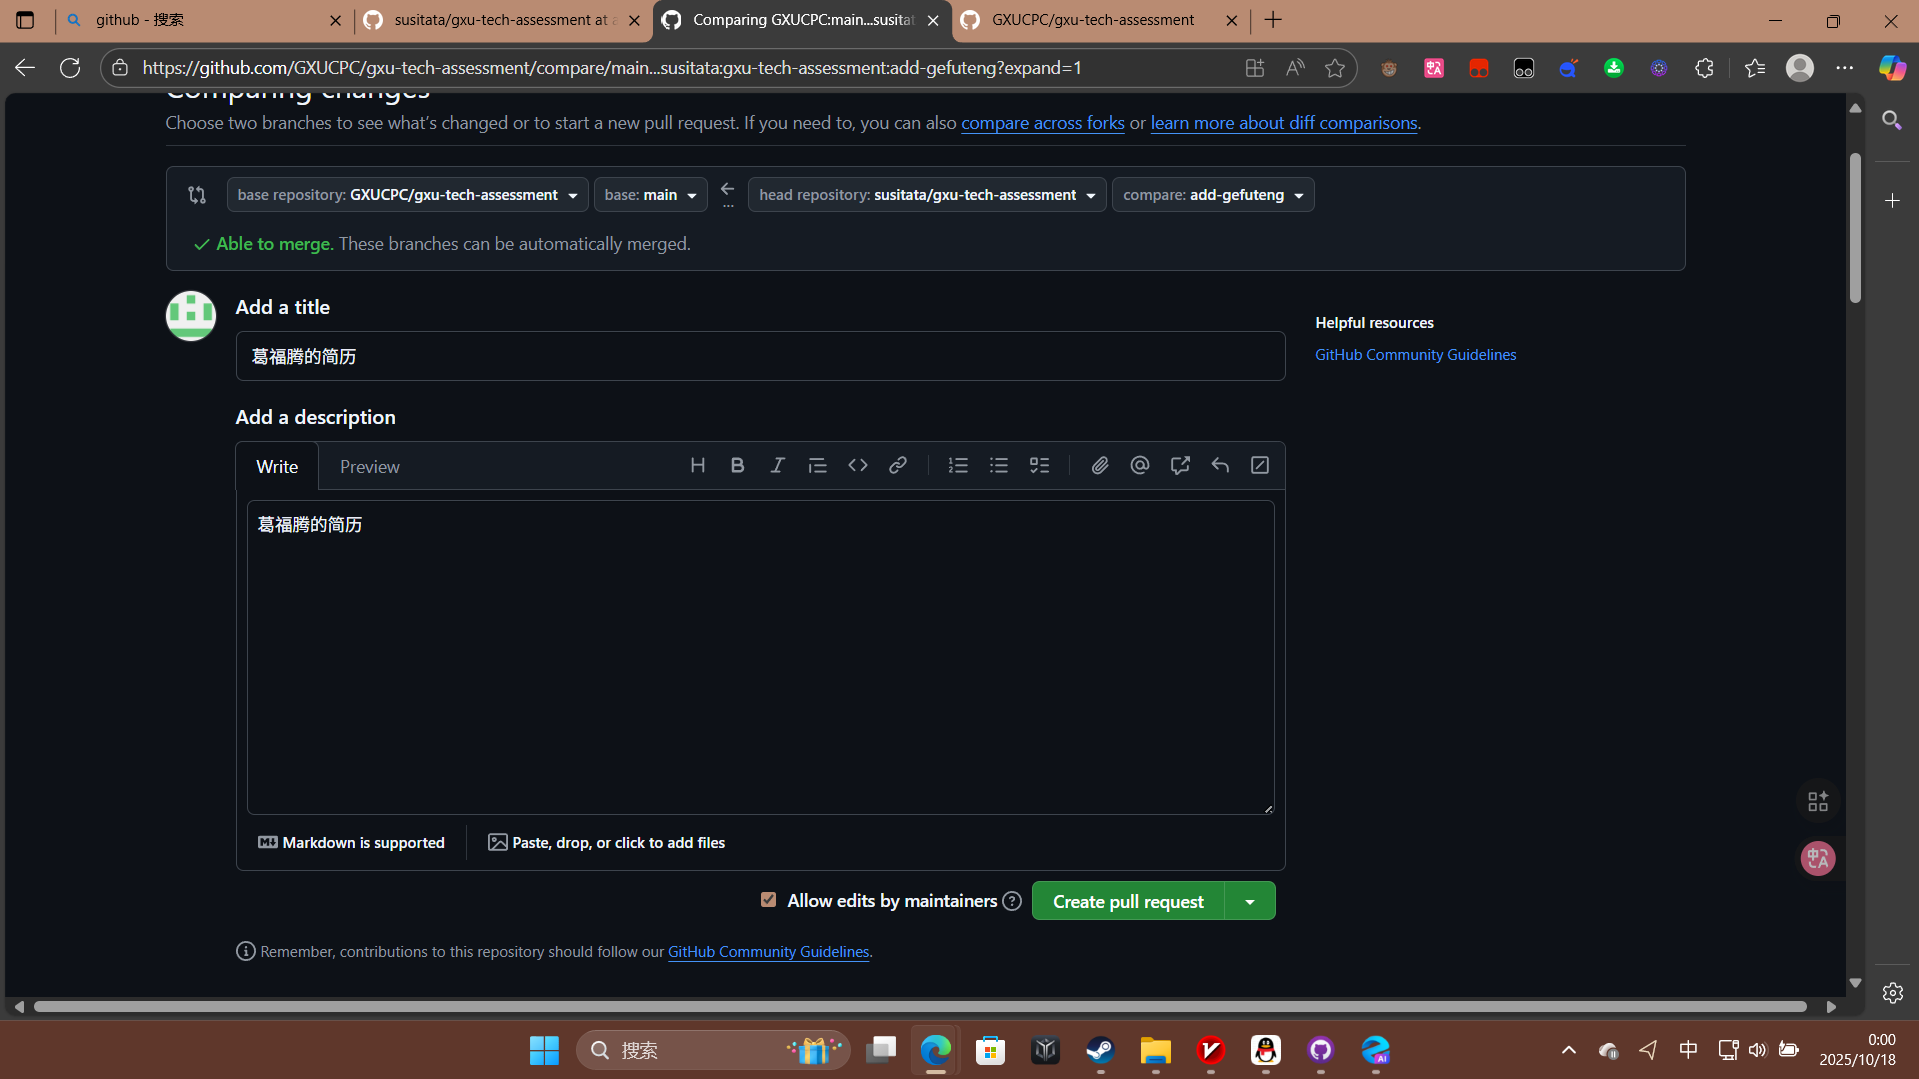 github - 搜索
susitata/gxu-tech-assessment at
Comparing GXUCPC:main...susitat
GXUCPC/gxu-tech-assessment
https://github.com/GXUCPC/gxu-tech-assessment/compare/main...susitata:gxu-tech-assessment:add-gefuteng?expand=1
Comparing changes
Choose two branches to see what's changed or to start a new pull request. If you need to, you can also compare across forks or learn more about diff comparisons.
base repository: GXUCPC/gxu-tech-assessment
base: main
...
head repository: susitata/gxu-tech-assessment
compare: add-gefuteng
Able to merge. These branches can be automatically merged.
Add a title
葛福腾的简历
Helpful resources
GitHub Community Guidelines
Add a description
Write
Preview
葛福腾的简历
Markdown is supported
Paste, drop, or click to add files
Allow edits by maintainers
Create pull request
Remember, contributions to this repository should follow our GitHub Community Guidelines.
搜索
中
0:00
2025/10/18